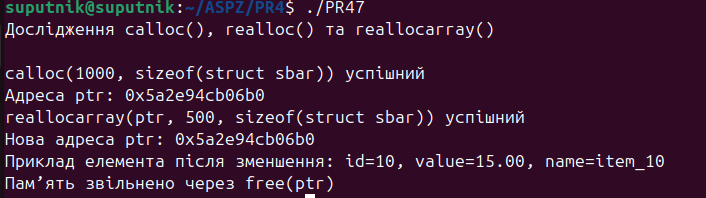 suputnik@suputnik:~/ASPZ/PR4$ ./PR47
Дослідження calloc(), realloc() та reallocarray()
calloc(1000, sizeof(struct sbar)) успішний
Адреса ptr: 0x5a2e94cb06b0
reallocarray(ptr, 500, sizeof(struct sbar)) успішний
Нова адреса ptr: 0x5a2e94cb06b0
Приклад елемента після зменшення: id=10, value=15.00, name=item_10
Пам’ять звільнено через free(ptr)